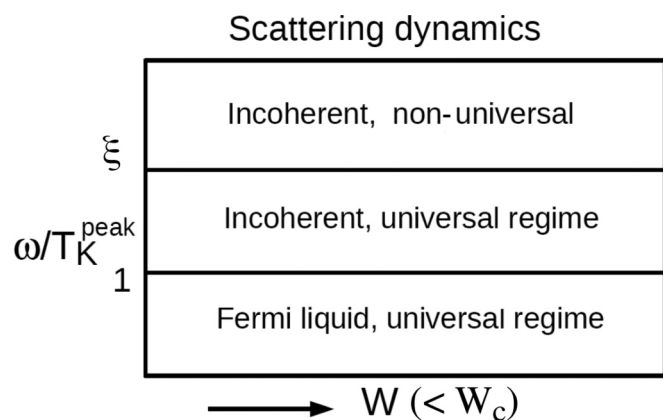 Scattering dynamics
Incoherent, non-universal
ξ
Incoherent, universal regime
ω/T_K^peak
1
Fermi liquid, universal regime
W (< W_c)